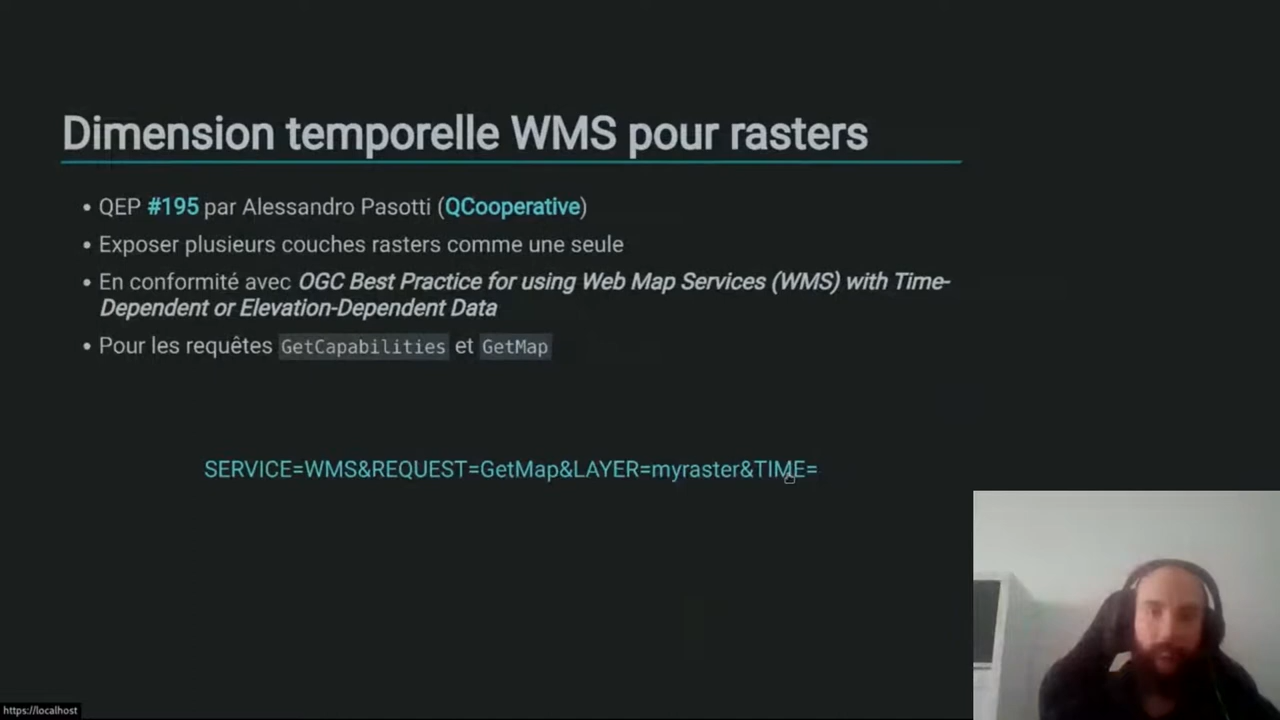 Dimension temporelle WMS pour rasters
• QEP #195 par Alessandro Pasotti (QCooperative)
• Exposer plusieurs couches rasters comme une seule
• En conformité avec OGC Best Practice for using Web Map Services (WMS) with Time-
Dependent or Elevation-Dependent Data
• Pour les requêtes GetCapabilities et GetMap
SERVICE=WMS&REQUEST=GetMap&LAYER=myraster&TIME=
https://localhost